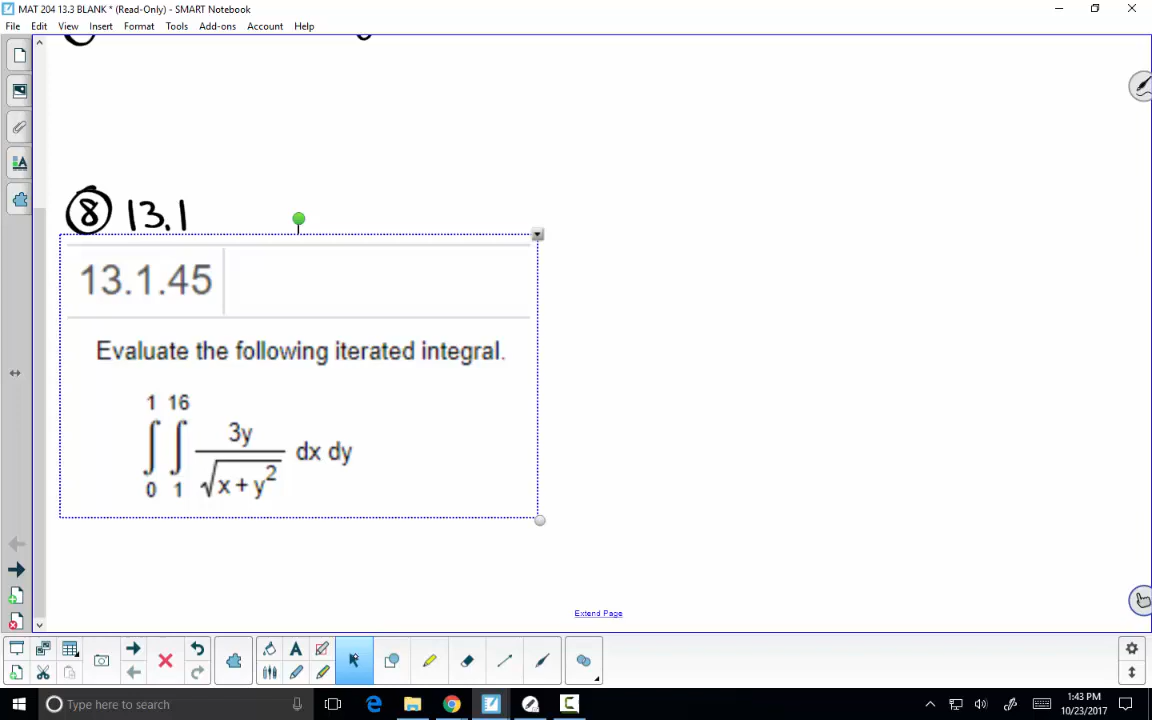 MAT 204 13.3 BLANK * (Read-Only) - SMART Notebook
File Edit View Insert Format Tools Add-ons Account Help
8 13.1
13.1.45
Evaluate the following iterated integral.
1 16
∫ ∫ 3y / √(x + y²) dx dy
0 1
Extend Page
Type here to search
1:43 PM
10/23/2017